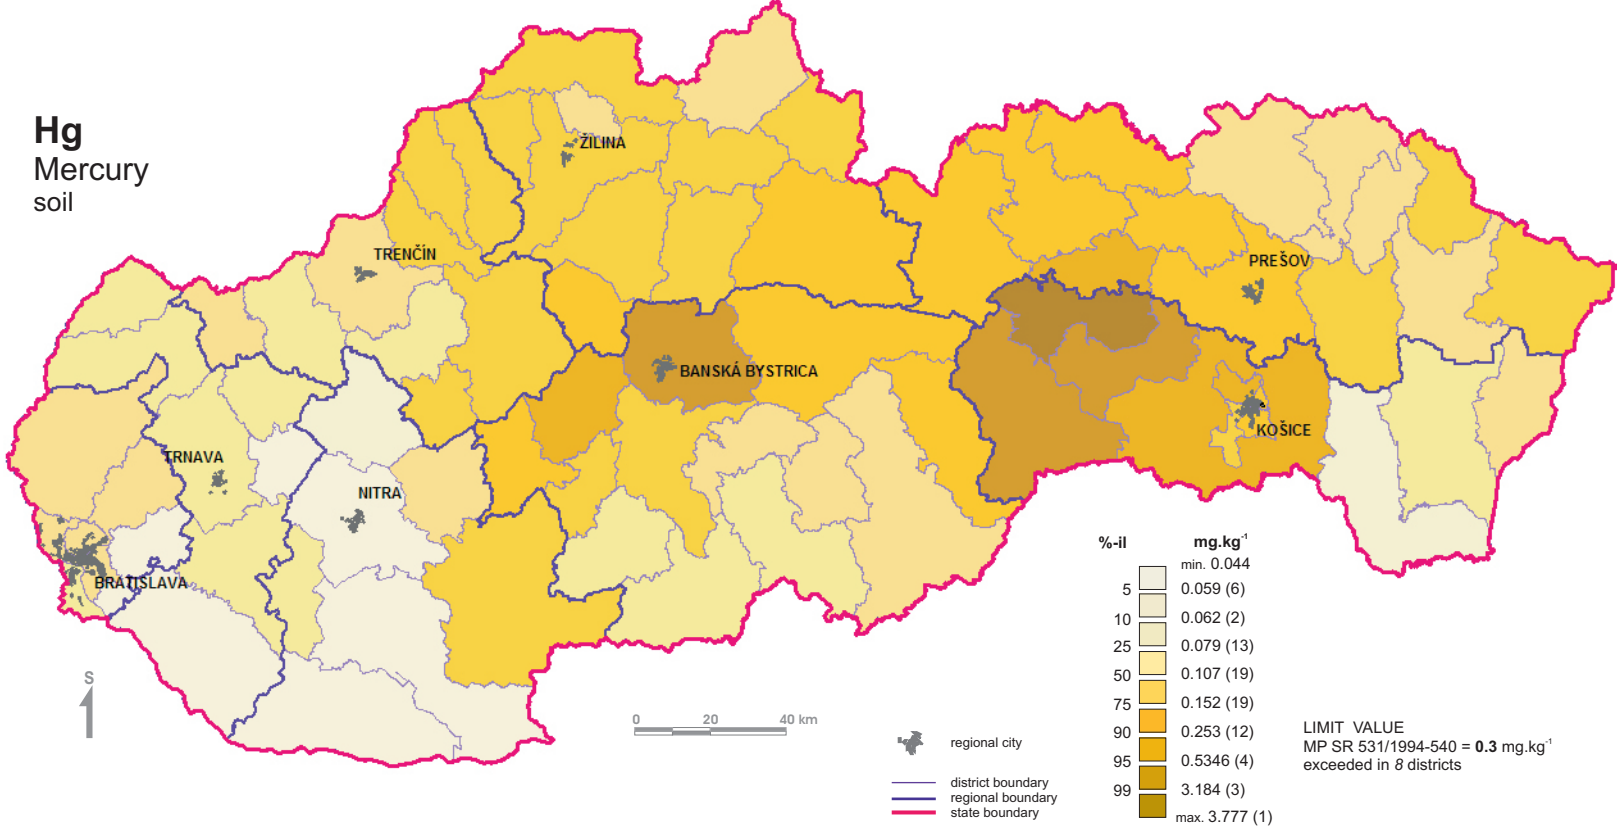 Hg
Mercury
soil
ŽILINA
TRENČÍN
PREŠOV
BANSKÁ BYSTRICA
KOŠICE
TRNAVA
NITRA
BRATISLAVA
S
0 20 40 km
regional city
district boundary
regional boundary
state boundary
%-il mg.kg⁻¹
min. 0.044
5 0.059 (6)
10 0.062 (2)
25 0.079 (13)
50 0.107 (19)
75 0.152 (19)
90 0.253 (12)
95 0.5346 (4)
99 3.184 (3)
max. 3.777 (1)
LIMIT VALUE
MP SR 531/1994-540 = 0.3 mg.kg⁻¹
exceeded in 8 districts